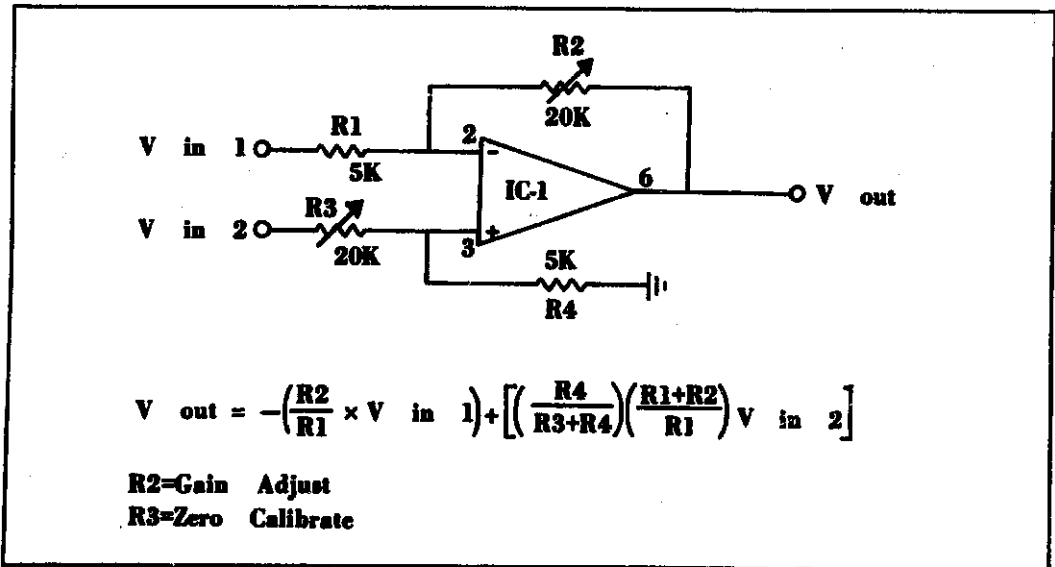 R2
20K
R1
V in 1
5K
2
-
IC-1
6
V out
R3
V in 2
20K
+
3
5K
R4
V out = -(R2/R1 × V in 1)+[(R4/R3+R4)(R1+R2/R1)V in 2]
R2=Gain Adjust
R3=Zero Calibrate